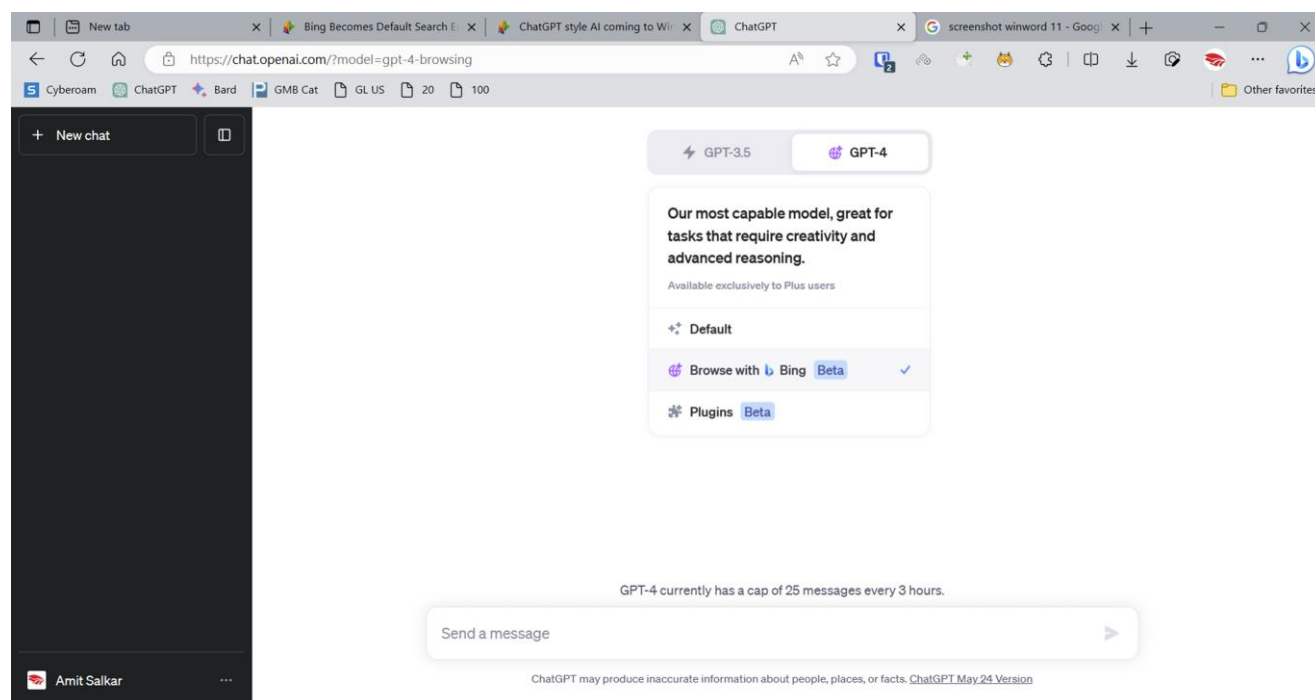 New tab
Bing Becomes Default Search E
ChatGPT style AI coming to Wi
ChatGPT
screenshot winword 11 - Googl
https://chat.openai.com/?model=gpt-4-browsing
2
Cyberoam
ChatGPT
Bard
GMB Cat
GL US
20
100
Other favorites
+ New chat
GPT-3.5
GPT-4
Our most capable model, great for
tasks that require creativity and
advanced reasoning.
Available exclusively to Plus users
Default
Browse with Bing Beta
Plugins Beta
GPT-4 currently has a cap of 25 messages every 3 hours.
Send a message
Amit Salkar
ChatGPT may produce inaccurate information about people, places, or facts. ChatGPT May 24 Version